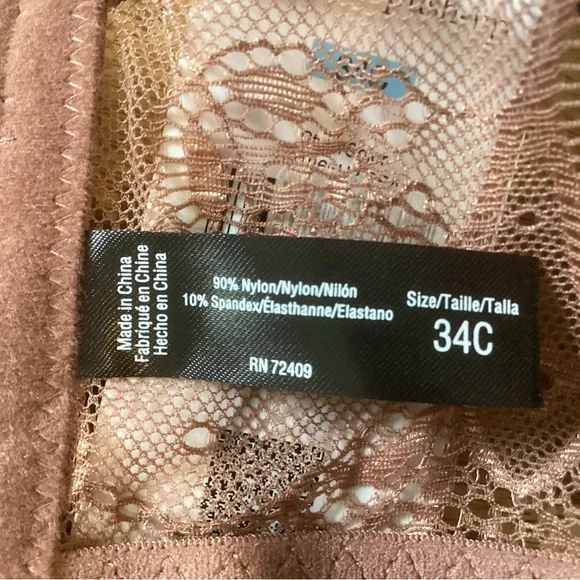 Made in China
Fabriqué en Chine
Hecho en China
90% Nylon/Nylon/Nilón
10% Spandex/Élasthanne/Elastano
RN 72409
Size/Taille/Talla
34C